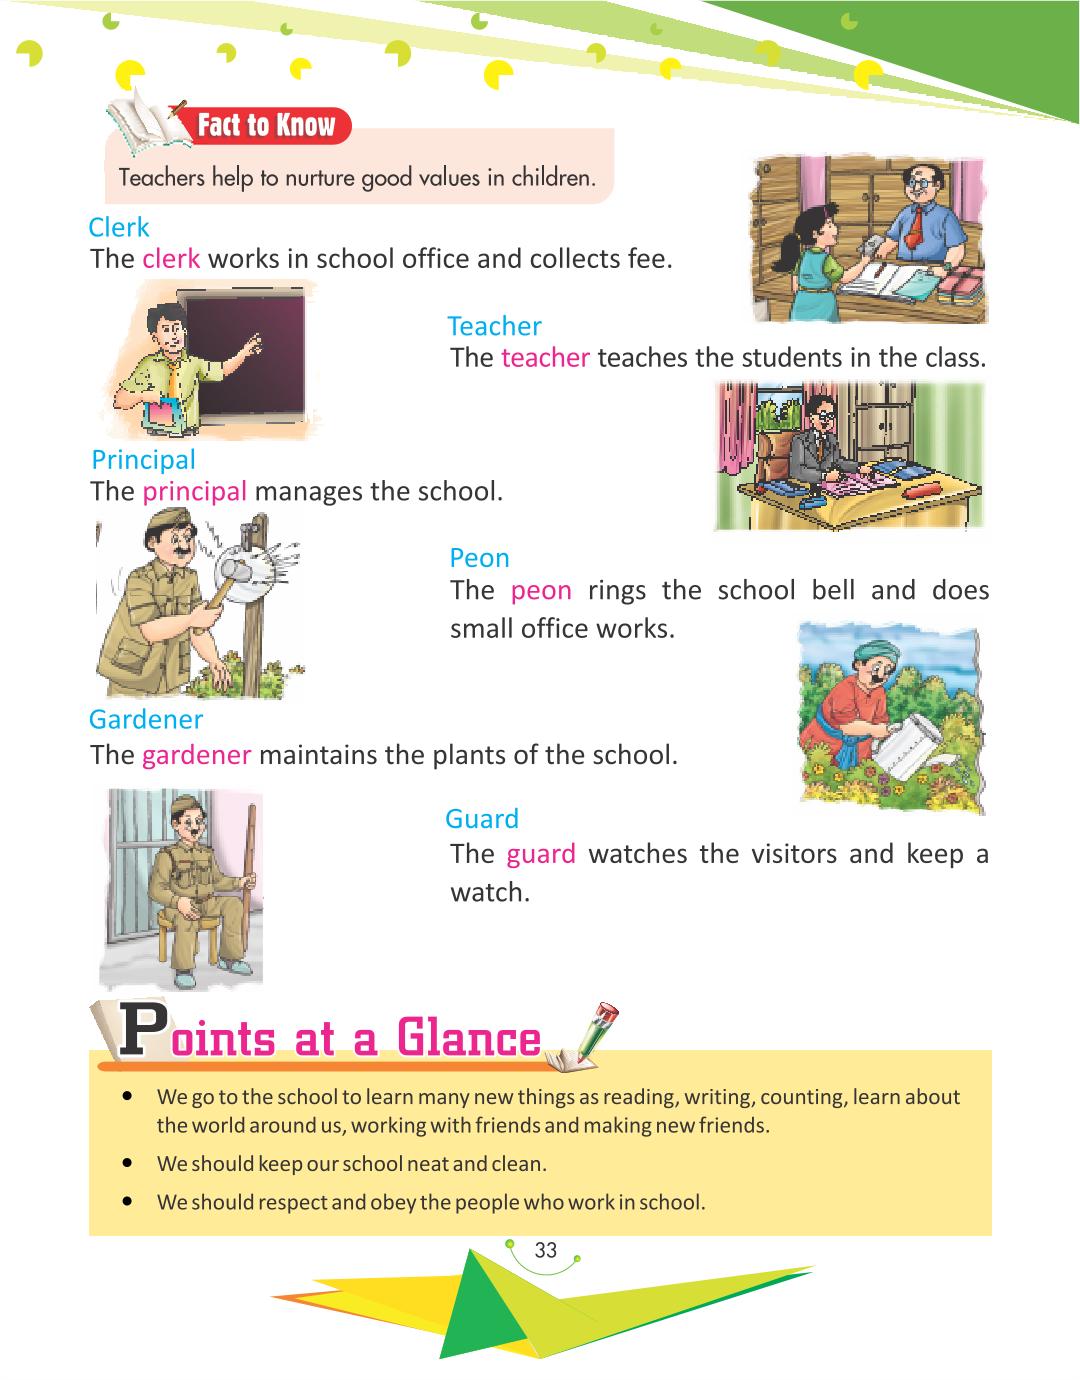 Fact to Know
Teachers help to nurture good values in children.
Clerk
The clerk works in school office and collects fee.
Teacher
The teacher teaches the students in the class.
Principal
The principal manages the school.
Peon
The peon rings the school bell and does
small office works.
Gardener
The gardener maintains the plants of the school.
Guard
The guard watches the visitors and keep a
watch.
Points at a Glance
• We go to the school to learn many new things as reading, writing, counting, learn about
the world around us, working with friends and making new friends.
• We should keep our school neat and clean.
• We should respect and obey the people who work in school.
33